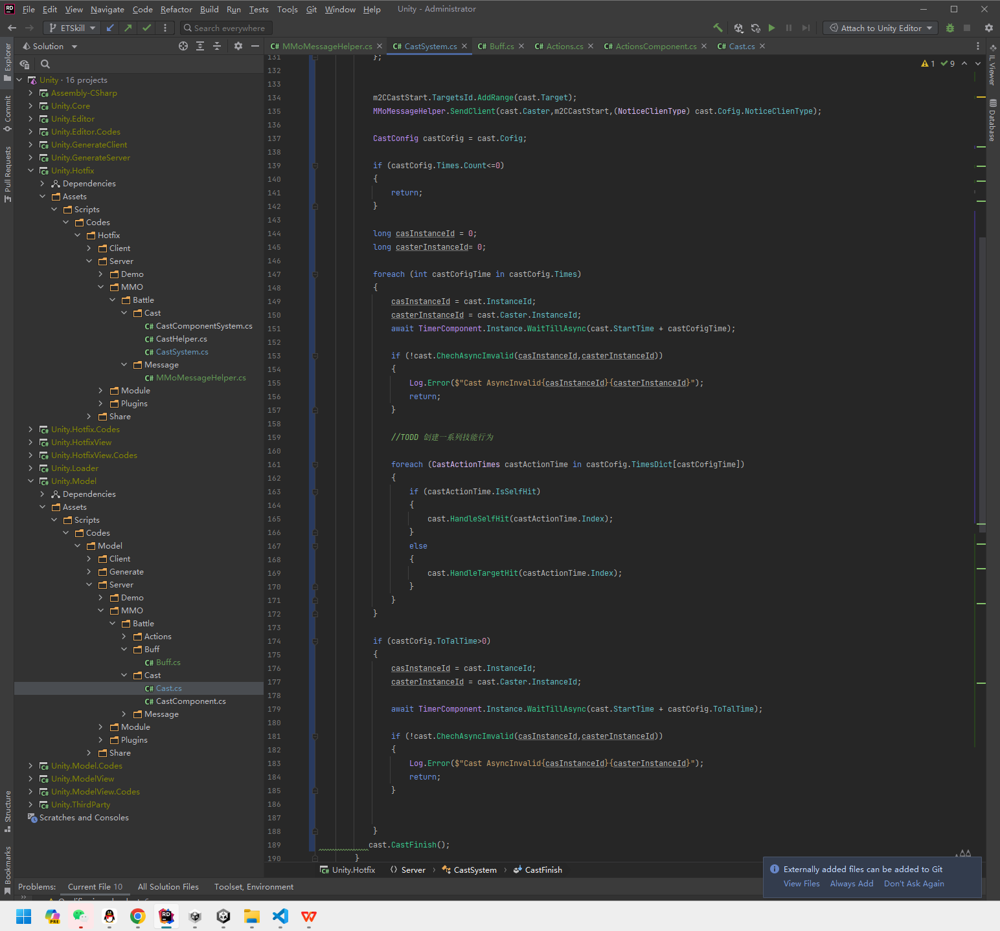 File Edit View Navigate Code Refactor Build Run Tests Tools Git Window Help Unity - Administrator
ETSkill Search everywhere Attach to Unity Editor
Solution
MMoMessageHelper.cs CastSystem.cs Buff.cs Actions.cs ActionsComponent.cs Cast.cs
Explorer
Commit
Pull Requests
Structure
Bookmarks
IL Viewer
Database
1 9
Unity · 16 projects
Assembly-CSharp
Unity.Core
Unity.Editor
Unity.Editor.Codes
Unity.GenerateClient
Unity.GenerateServer
Unity.Hotfix
Dependencies
Assets
Scripts
Codes
Hotfix
Client
Server
Demo
MMO
Battle
Cast
CastComponentSystem.cs
CastHelper.cs
CastSystem.cs
Message
MMoMessageHelper.cs
Module
Plugins
Share
Unity.Hotfix.Codes
Unity.HotfixView
Unity.HotfixView.Codes
Unity.Loader
Unity.Model
Dependencies
Assets
Scripts
Codes
Model
Client
Generate
Server
Demo
MMO
Battle
Actions
Buff
Buff.cs
Cast
Cast.cs
CastComponent.cs
Message
Module
Plugins
Share
Unity.Model.Codes
Unity.ModelView
Unity.ModelView.Codes
Unity.ThirdParty
Scratches and Consoles
131 };
132
133
134 m2CCastStart.TargetsId.AddRange(cast.Target);
135 MMoMessageHelper.SendClient(cast.Caster,m2CCastStart,(NoticeClienType) cast.Cofig.NoticeClienType);
136
137 CastConfig castCofig = cast.Cofig;
138
139 if (castCofig.Times.Count<=0)
140 {
141 return;
142 }
143
144 long casInstanceId = 0;
145 long casterInstanceId= 0;
146
147 foreach (int castCofigTime in castCofig.Times)
148 {
149 casInstanceId = cast.InstanceId;
150 casterInstanceId = cast.Caster.InstanceId;
151 await TimerComponent.Instance.WaitTillAsync(cast.StartTime + castCofigTime);
152
153 if (!cast.ChechAsyncImvalid(casInstanceId,casterInstanceId))
154 {
155 Log.Error($"Cast AsyncInvalid{casInstanceId}{casterInstanceId}");
156 return;
157 }
158
159 //TODD 创建一系列技能行为
160
161 foreach (CastActionTimes castActionTime in castCofig.TimesDict[castCofigTime])
162 {
163 if (castActionTime.IsSelfHit)
164 {
165 cast.HandleSelfHit(castActionTime.Index);
166 }
167 else
168 {
169 cast.HandleTargetHit(castActionTime.Index);
170 }
171 }
172 }
173
174 if (castCofig.ToTalTime>0)
175 {
176 casInstanceId = cast.InstanceId;
177 casterInstanceId = cast.Caster.InstanceId;
178
179 await TimerComponent.Instance.WaitTillAsync(cast.StartTime + castCofig.ToTalTime);
180
181 if (!cast.ChechAsyncImvalid(casInstanceId,casterInstanceId))
182 {
183 Log.Error($"Cast AsyncInvalid{casInstanceId}{casterInstanceId}");
184 return;
185 }
186
187
188 }
189 cast.CastFinish();
190 }
Unity.Hotfix Server CastSystem CastFinish
Externally added files can be added to Git
View Files Always Add Don't Ask Again
Problems: Current File 10 All Solution Files Toolset, Environment